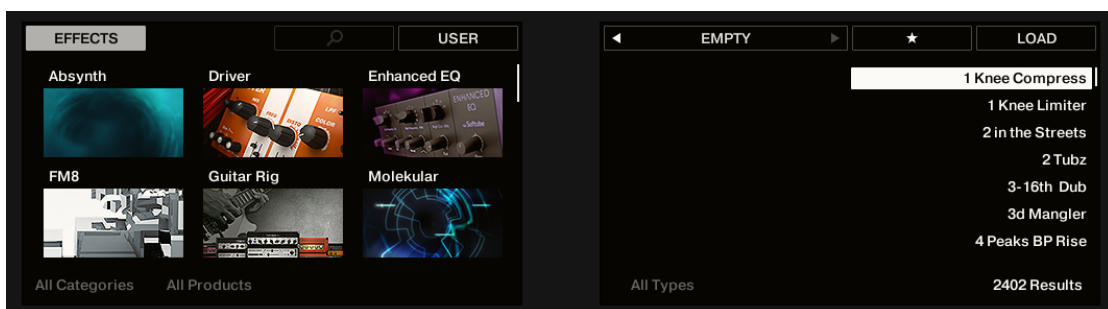 EFFECTS
USER
Absynth
Driver
Enhanced EQ
FM8
Guitar Rig
Molekular
All Categories
All Products
EMPTY
LOAD
1 Knee Compress
1 Knee Limiter
2 in the Streets
2 Tubz
3-16th Dub
3d Mangler
4 Peaks BP Rise
All Types
2402 Results